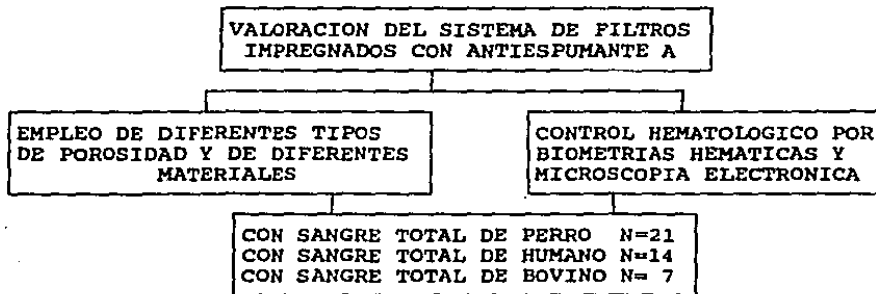 VALORACION DEL SISTEMA DE FILTROS
IMPREGNADOS CON ANTIESPUMANTE A
EMPLEO DE DIFERENTES TIPOS
DE POROSIDAD Y DE DIFERENTES
MATERIALES
CONTROL HEMATOLOGICO POR
BIOMETRIAS HEMATICAS Y
MICROSCOPIA ELECTRONICA
CON SANGRE TOTAL DE PERRO N=21
CON SANGRE TOTAL DE HUMANO N=14
CON SANGRE TOTAL DE BOVINO N= 7